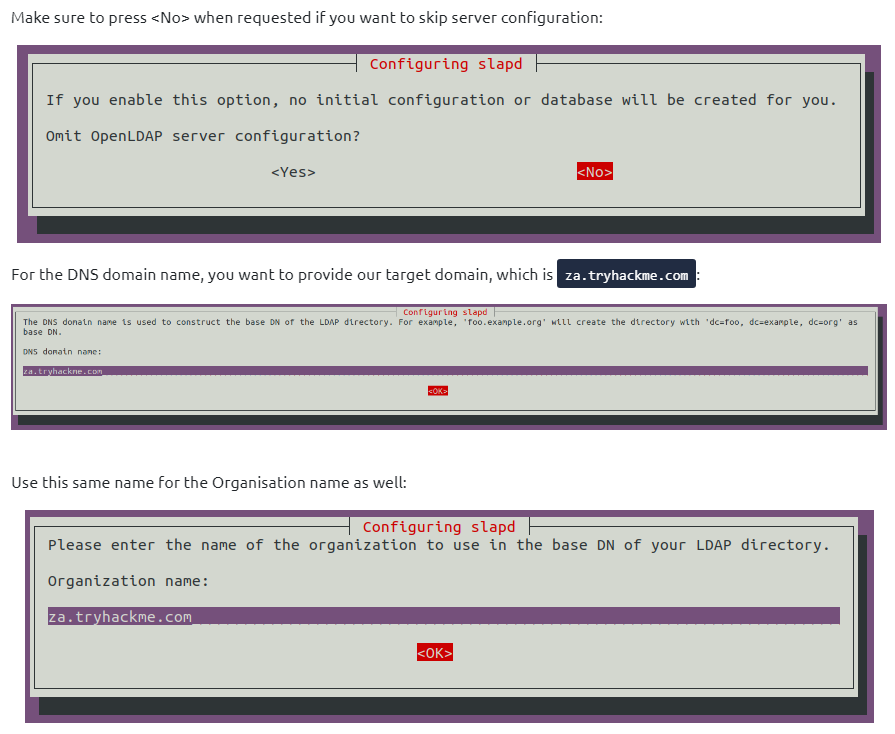 Make sure to press <No> when requested if you want to skip server configuration:
Configuring slapd
If you enable this option, no initial configuration or database will be created for you.
Omit OpenLDAP server configuration?
<Yes> <No>
For the DNS domain name, you want to provide our target domain, which is za.tryhackme.com:
Configuring slapd
The DNS domain name is used to construct the base DN of the LDAP directory. For example, 'foo.example.org' will create the directory with 'dc=foo, dc=example, dc=org' as
base DN.
DNS domain name:
za.tryhackme.com
<OK>
Use this same name for the Organisation name as well:
Configuring slapd
Please enter the name of the organization to use in the base DN of your LDAP directory.
Organization name:
za.tryhackme.com
<OK>